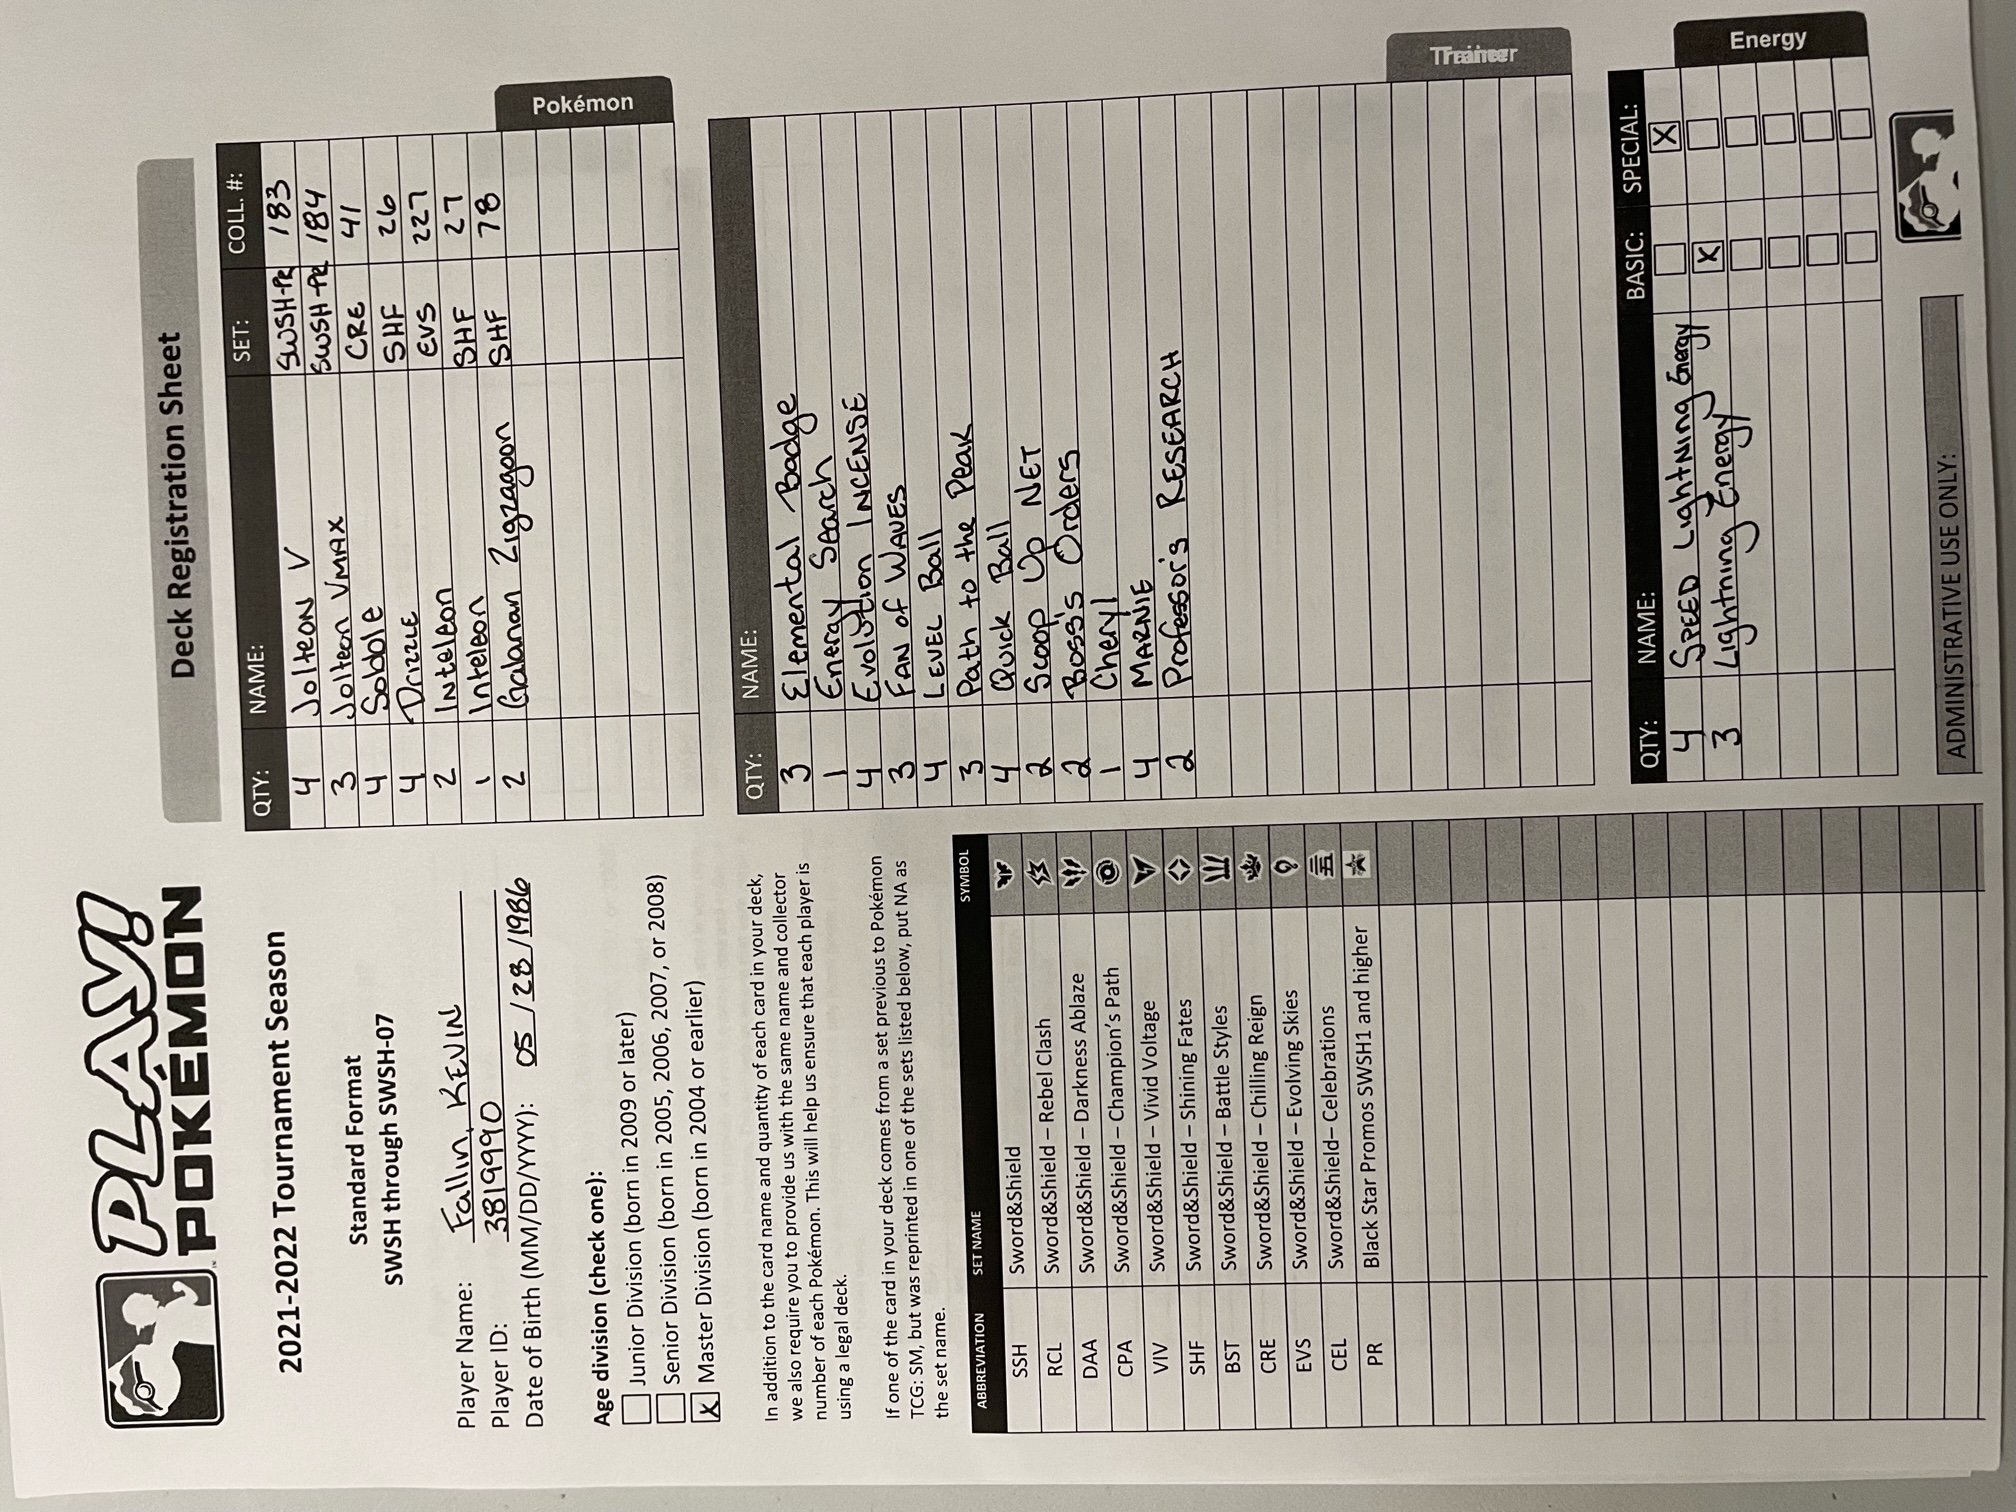 PLAY!
POKÉMON
2021-2022 Tournament Season
Standard Format
SWSH through SWSH-07
Player Name: Fallin, KEVIN
Player ID: 3819990
Date of Birth (MM/DD/YYYY): 05 / 28 / 1986
Age division (check one):
Junior Division (born in 2009 or later)
Senior Division (born in 2005, 2006, 2007, or 2008)
X Master Division (born in 2004 or earlier)
In addition to the card name and quantity of each card in your deck,
we also require you to provide us with the same name and collector
number of each Pokémon. This will help us ensure that each player is
using a legal deck.
If one of the card in your deck comes from a set previous to Pokémon
TCG: SM, but was reprinted in one of the sets listed below, put NA as
the set name.
ABBREVIATION SET NAME SYMBOL
SSH Sword&Shield
RCL Sword&Shield – Rebel Clash
DAA Sword&Shield – Darkness Ablaze
CPA Sword&Shield – Champion's Path
VIV Sword&Shield – Vivid Voltage
SHF Sword&Shield – Shining Fates
BST Sword&Shield – Battle Styles
CRE Sword&Shield – Chilling Reign
EVS Sword&Shield – Evolving Skies
CEL Sword&Shield– Celebrations
PR Black Star Promos SWSH1 and higher
Deck Registration Sheet
QTY: NAME: SET: COLL. #:
4 Jolteon V SWSH-PR 183
3 Jolteon VMAX SWSH-PR 184
4 Sobble CRE 41
4 Drizzle SHF 26
2 Inteleon EVS 227
1 Inteleon SHF 27
2 Galarian Zigzagoon SHF 78
Pokémon
QTY: NAME:
3 Elemental Badge
1 Energy Search
4 Evolution INCENSE
3 FAN of WAVES
4 LEVEL Ball
3 Path to the Peak
4 Quick Ball
2 Scoop Up NET
2 Boss's Orders
1 Cheryl
4 MARNIE
2 Professor's RESEARCH
Trainer
QTY: NAME: BASIC: SPECIAL:
4 SPEED Lightning Energy X
3 Lightning Energy X
Energy
ADMINISTRATIVE USE ONLY: